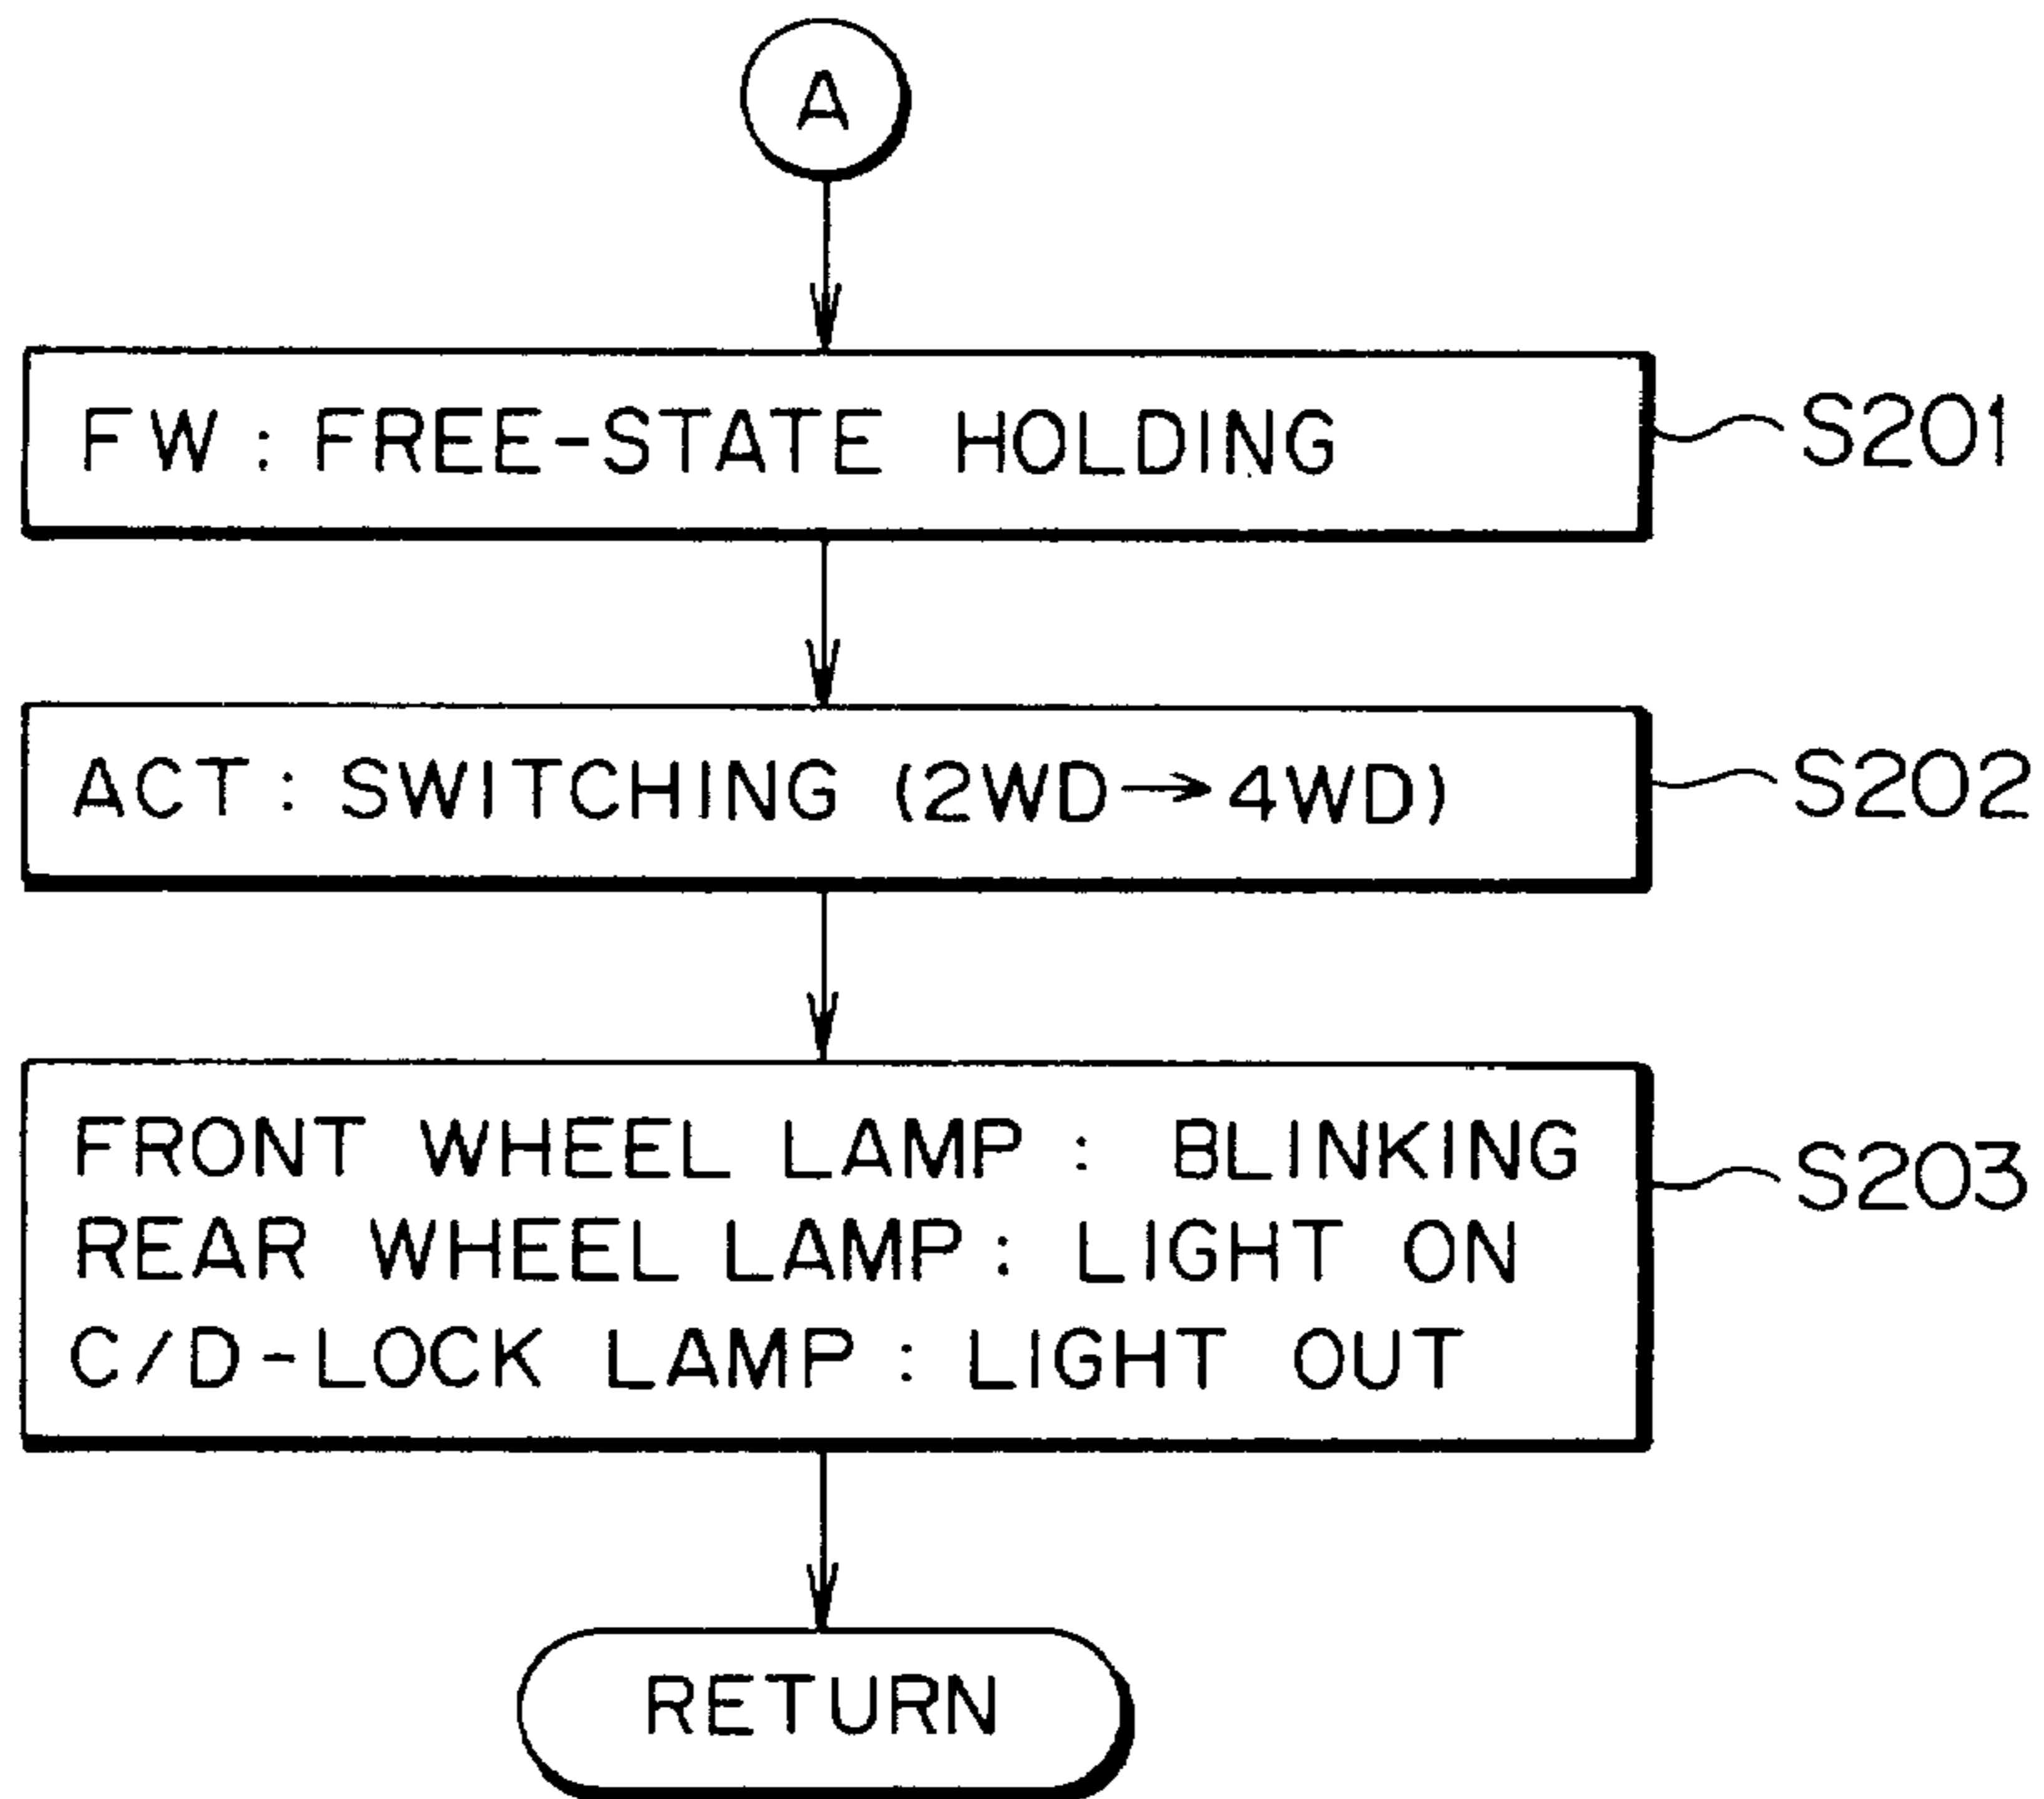 A
FW : FREE-STATE HOLDING
S201
ACT : SWITCHING (2WD→4WD)
S202
FRONT WHEEL LAMP : BLINKING
S203
REAR WHEEL LAMP : LIGHT ON
C/D-LOCK LAMP : LIGHT OUT
RETURN